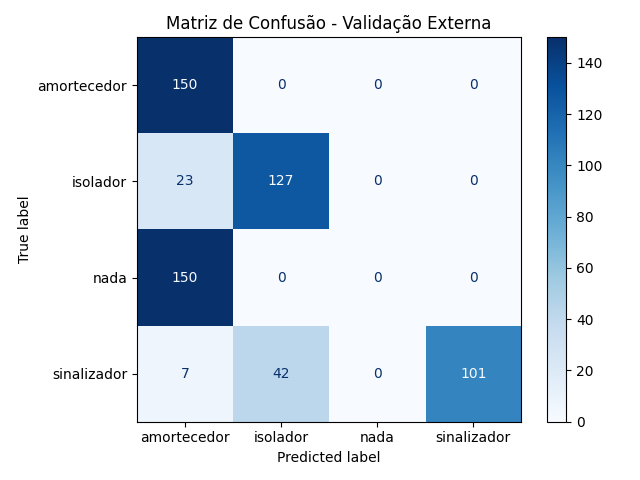 Matriz de Confusão - Validação Externa
True label
amortecedor 150 0 0 0
isolador 23 127 0 0
nada 150 0 0 0
sinalizador 7 42 0 101
amortecedor isolador nada sinalizador
Predicted label
140
120
100
80
60
40
20
0